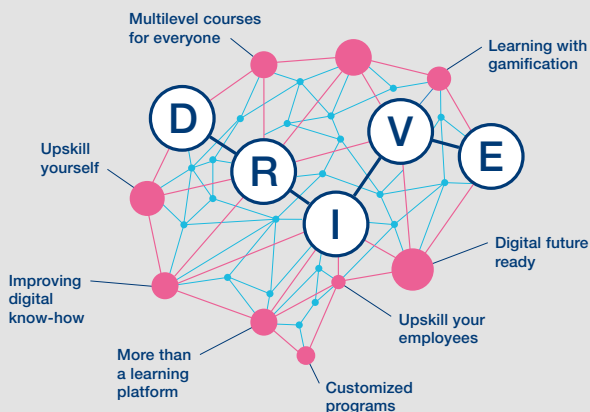 Multilevel courses
for everyone
Learning with
gamification
D
R
I
V
E
Upskill
yourself
Digital future
ready
Improving
digital
know-how
Upskill your
employees
More than
a learning
platform
Customized
programs